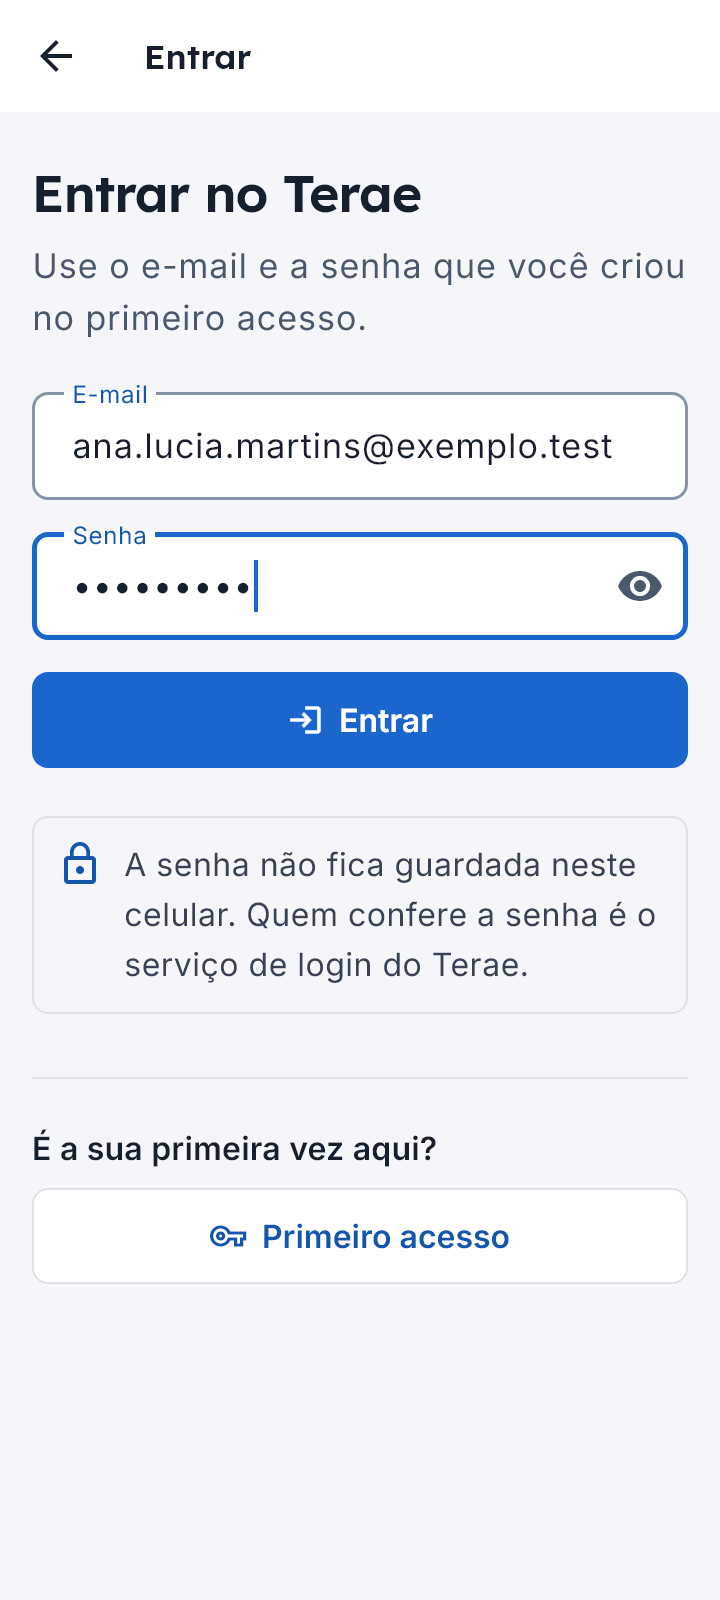 Entrar
Entrar no Terae
Use o e-mail e a senha que você criou
no primeiro acesso.
E-mail
ana.lucia.martins@exemplo.test
Senha
•••••••••
Entrar
A senha não fica guardada neste
celular. Quem confere a senha é o
serviço de login do Terae.
É a sua primeira vez aqui?
Primeiro acesso